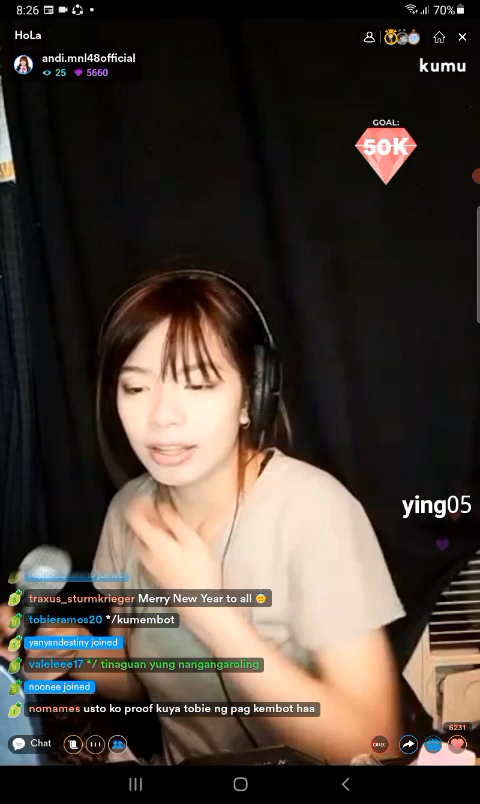 8:26
70%
HoLa
andi.mnl48official
25 5660
kumu
GOAL:
50K
ying05
traxus_sturmkrieger Merry New Year to all 😊
tobieramos20 */kumembot
yanyandestiny joined
valeleee17 */ tinaguan yung nangangaroling
noonee joined
nomames usto ko proof kuya tobie ng pag kembot haa
6231
Chat